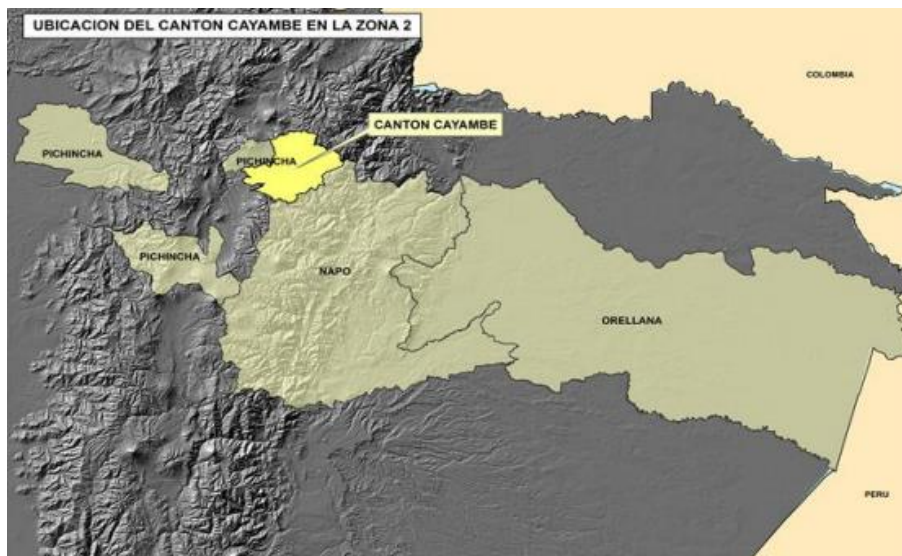 UBICACION DEL CANTON CAYAMBE EN LA ZONA 2
COLOMBIA
CANTON CAYAMBE
PICHINCHA
PICHINCHA
PICHINCHA
NAPO
ORELLANA
PERU